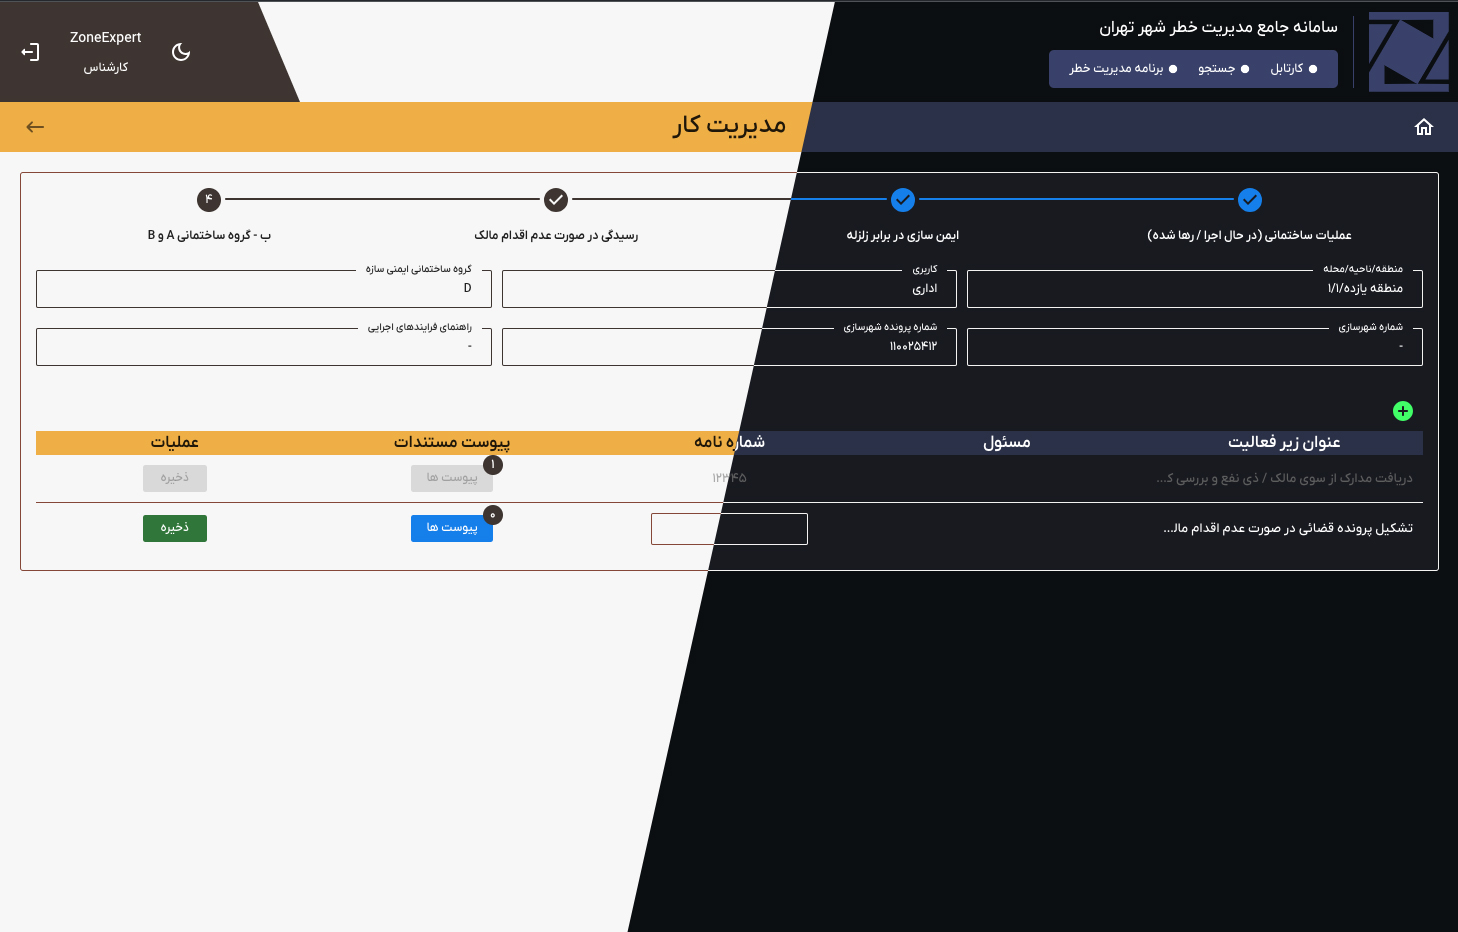 سامانه جامع مدیریت خطر شهر تهران
کارتابل
جستجو
برنامه مدیریت خطر
ZoneExpert
کارشناس
مدیریت کار
عملیات ساختمانی (در حال اجرا / رها شده)
ایمن سازی در برابر زلزله
رسیدگی در صورت عدم اقدام مالک
۴
ب - گروه ساختمانی A و B
منطقه/ناحیه/محله
منطقه یازده/۱/۱
کاربری
اداری
گروه ساختمانی ایمنی سازه
D
شماره شهرسازی
-
شماره پرونده شهرسازی
۱۱۰۰۲۵۴۱۲
راهنمای فرایندهای اجرایی
-
عنوان زیر فعالیت
مسئول
شماره نامه
پیوست مستندات
عملیات
دریافت مدارک از سوی مالک / ذی نفع و بررسی ک...
۱۲۳۴۵
پیوست ها
۱
ذخیره
تشکیل پرونده قضائی در صورت عدم اقدام مال...
پیوست ها
۰
ذخیره